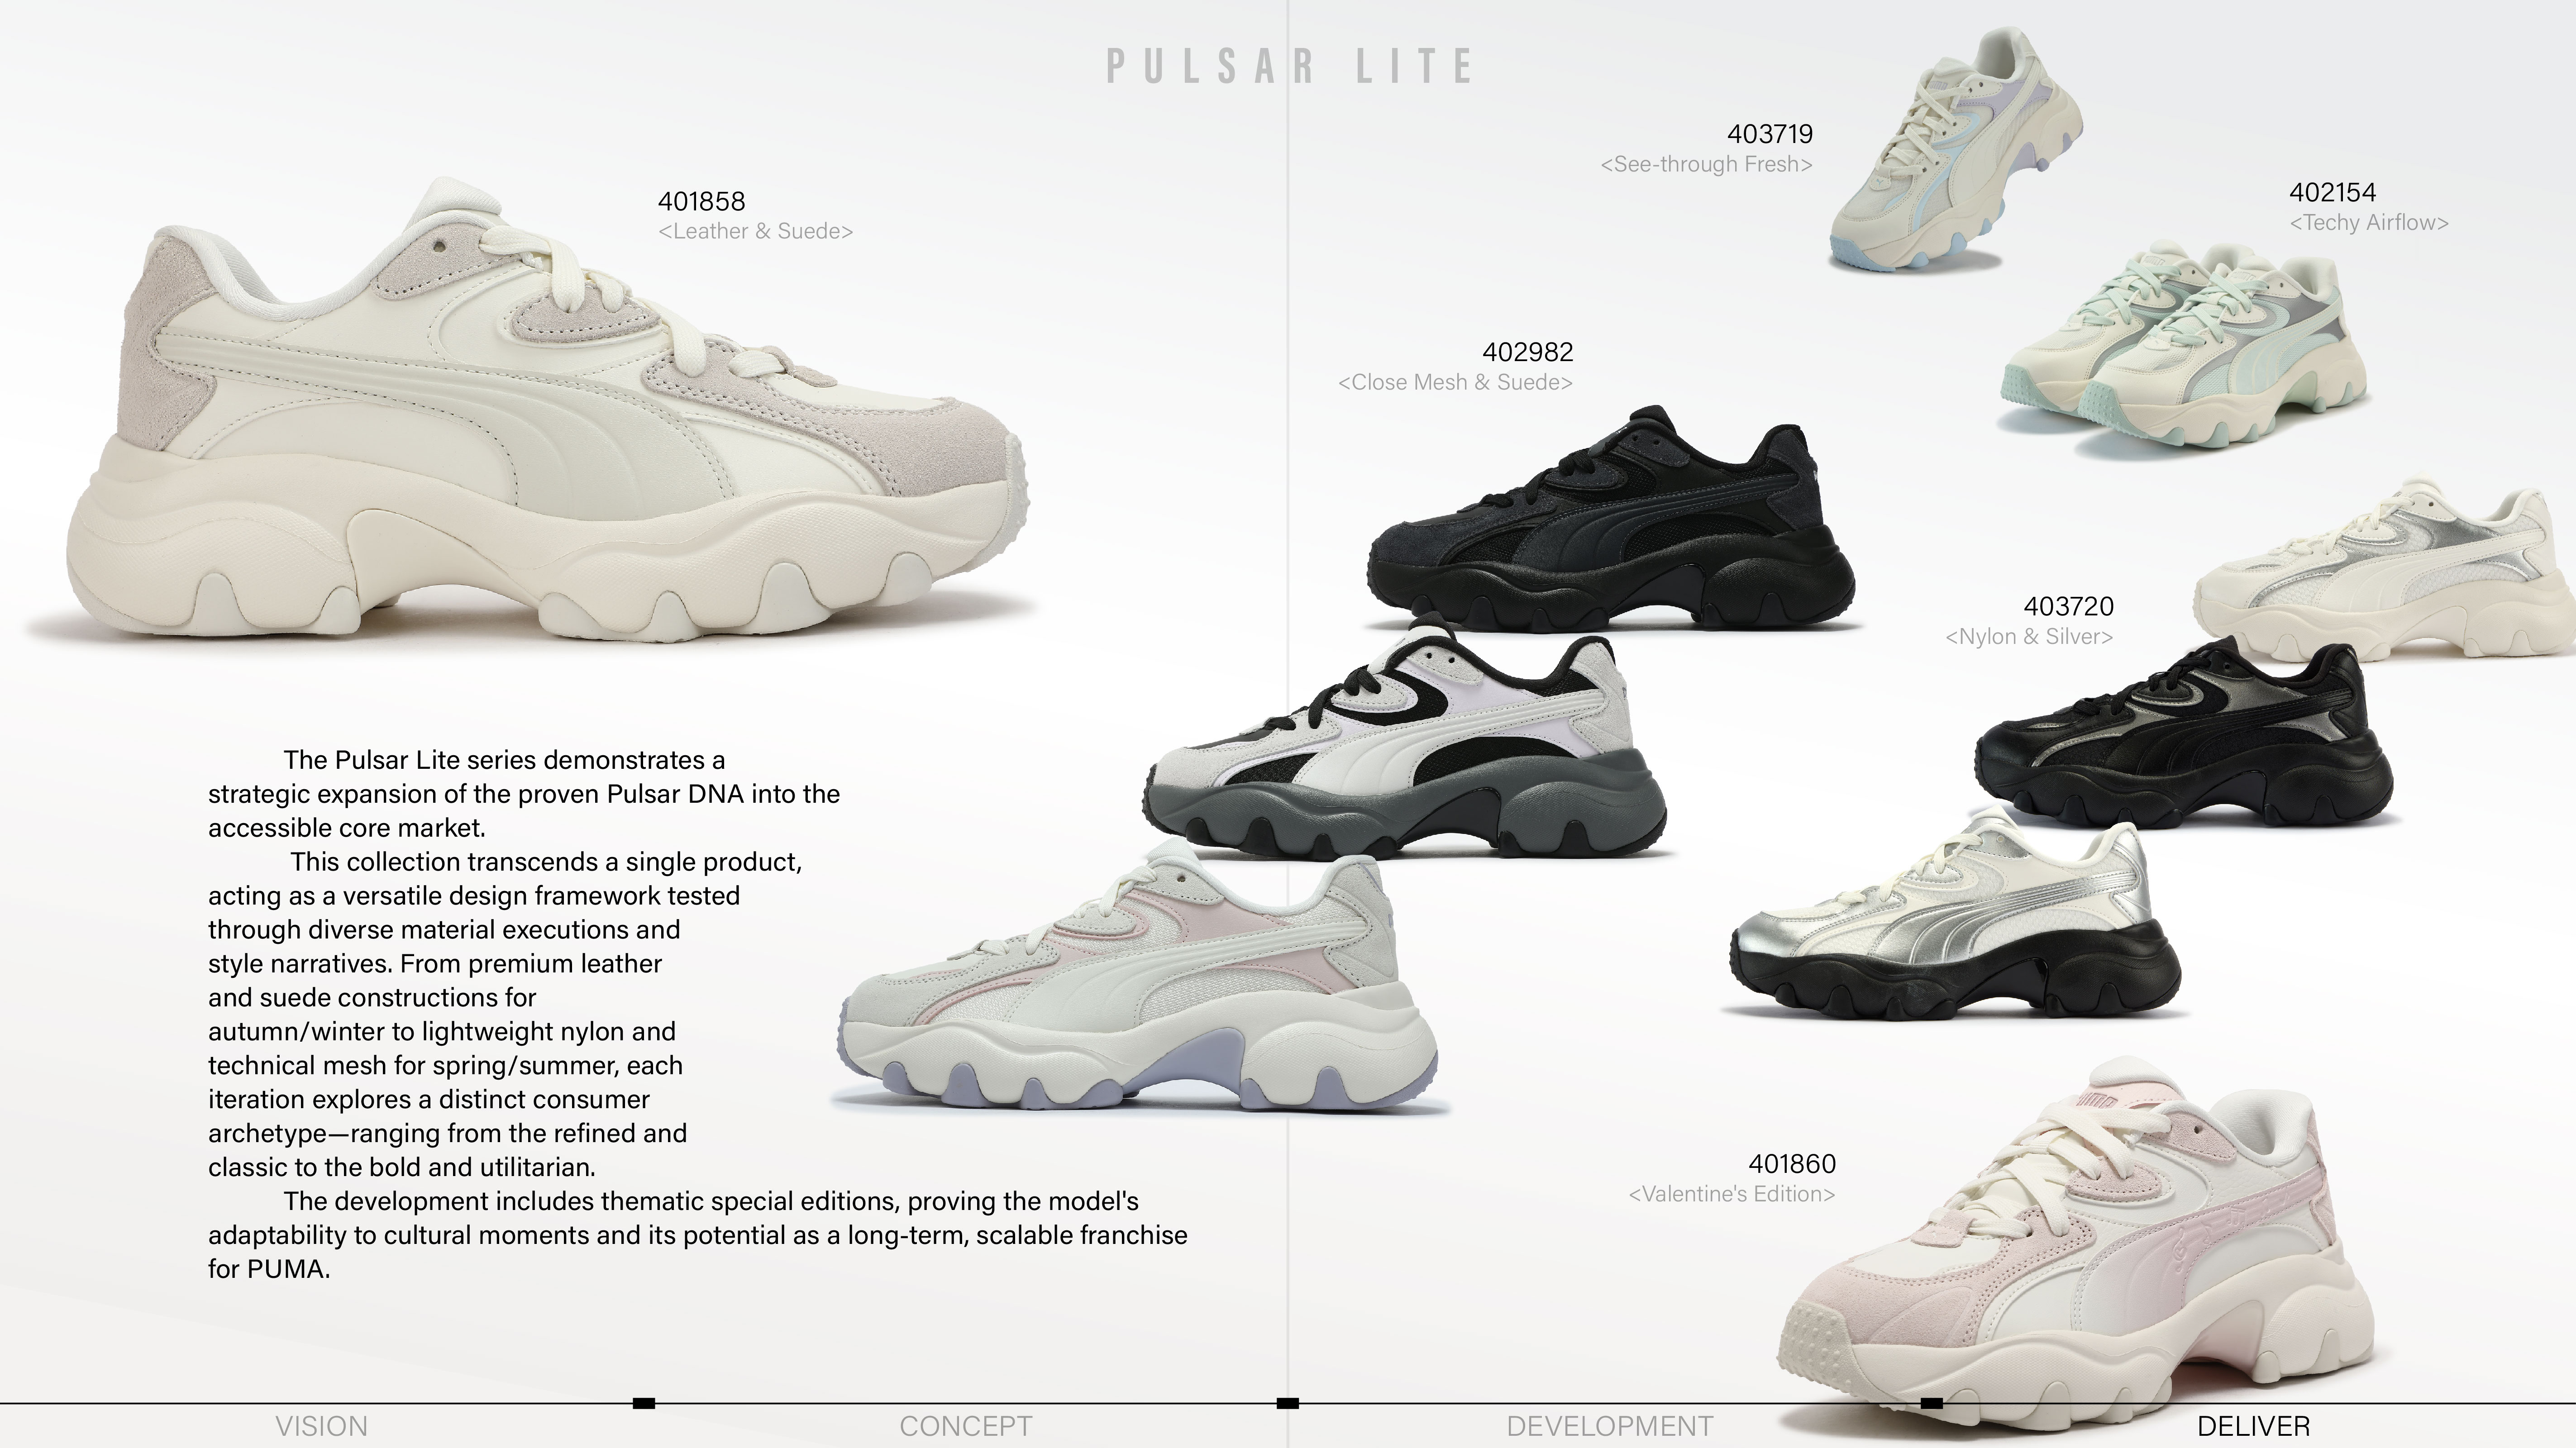 PULSAR LITE
401858
<Leather & Suede>
403719
<See-through Fresh>
402154
<Techy Airflow>
402982
<Close Mesh & Suede>
403720
<Nylon & Silver>
The Pulsar Lite series demonstrates a
strategic expansion of the proven Pulsar DNA into the
accessible core market.
This collection transcends a single product,
acting as a versatile design framework tested
through diverse material executions and
style narratives. From premium leather
and suede constructions for
autumn/winter to lightweight nylon and
technical mesh for spring/summer, each
iteration explores a distinct consumer
archetype—ranging from the refined and
classic to the bold and utilitarian.
The development includes thematic special editions, proving the model's
adaptability to cultural moments and its potential as a long-term, scalable franchise
for PUMA.
401860
<Valentine's Edition>
VISION
CONCEPT
DEVELOPMENT
DELIVER